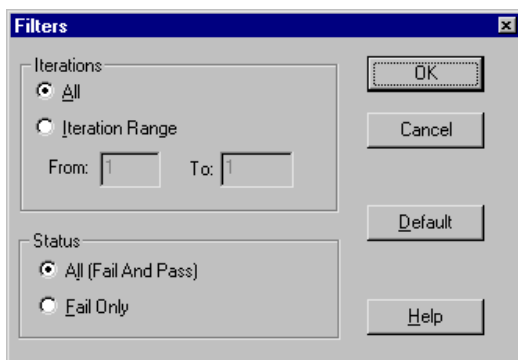 Filters
Iterations
All
Iteration Range
From: 1 To: 1
Status
All (Fail And Pass)
Fail Only
OK
Cancel
Default
Help